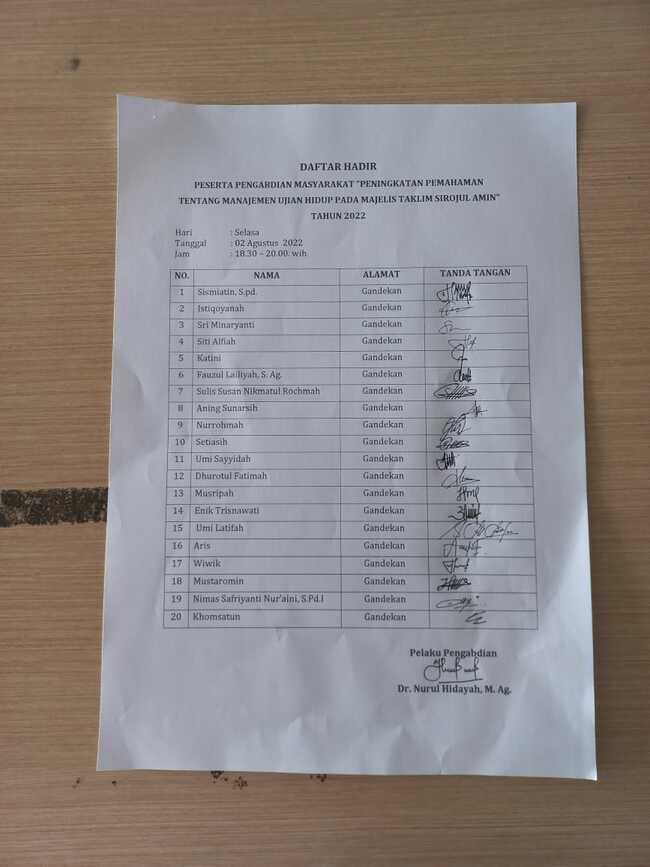 DAFTAR HADIR
PESERTA PENGABDIAN MASYARAKAT "PENINGKATAN PEMAHAMAN
TENTANG MANAJEMEN UJIAN HIDUP PADA MAJELIS TAKLIM SIROJUL AMIN"
TAHUN 2022
Hari : Selasa
Tanggal : 02 Agustus 2022
Jam : 18.30 – 20.00. wib
NO. NAMA ALAMAT TANDA TANGAN
1 Sismiatin, S.pd. Gandekan
2 Istiqoyanah Gandekan
3 Sri Minaryanti Gandekan
4 Siti Alfiah Gandekan
5 Katini Gandekan
6 Fauzul Lailiyah, S. Ag. Gandekan
7 Sulis Susan Nikmatul Rochmah Gandekan
8 Aning Sunarsih Gandekan
9 Nurrohmah Gandekan
10 Setiasih Gandekan
11 Umi Sayyidah Gandekan
12 Dhurotul Fatimah Gandekan
13 Musripah Gandekan
14 Enik Trisnawati Gandekan
15 Umi Latifah Gandekan
16 Aris Gandekan
17 Wiwik Gandekan
18 Mustaromin Gandekan
19 Nimas Safriyanti Nur'aini, S.Pd.I Gandekan
20 Khomsatun Gandekan
Pelaku Pengabdian
Dr. Nurul Hidayah, M. Ag.